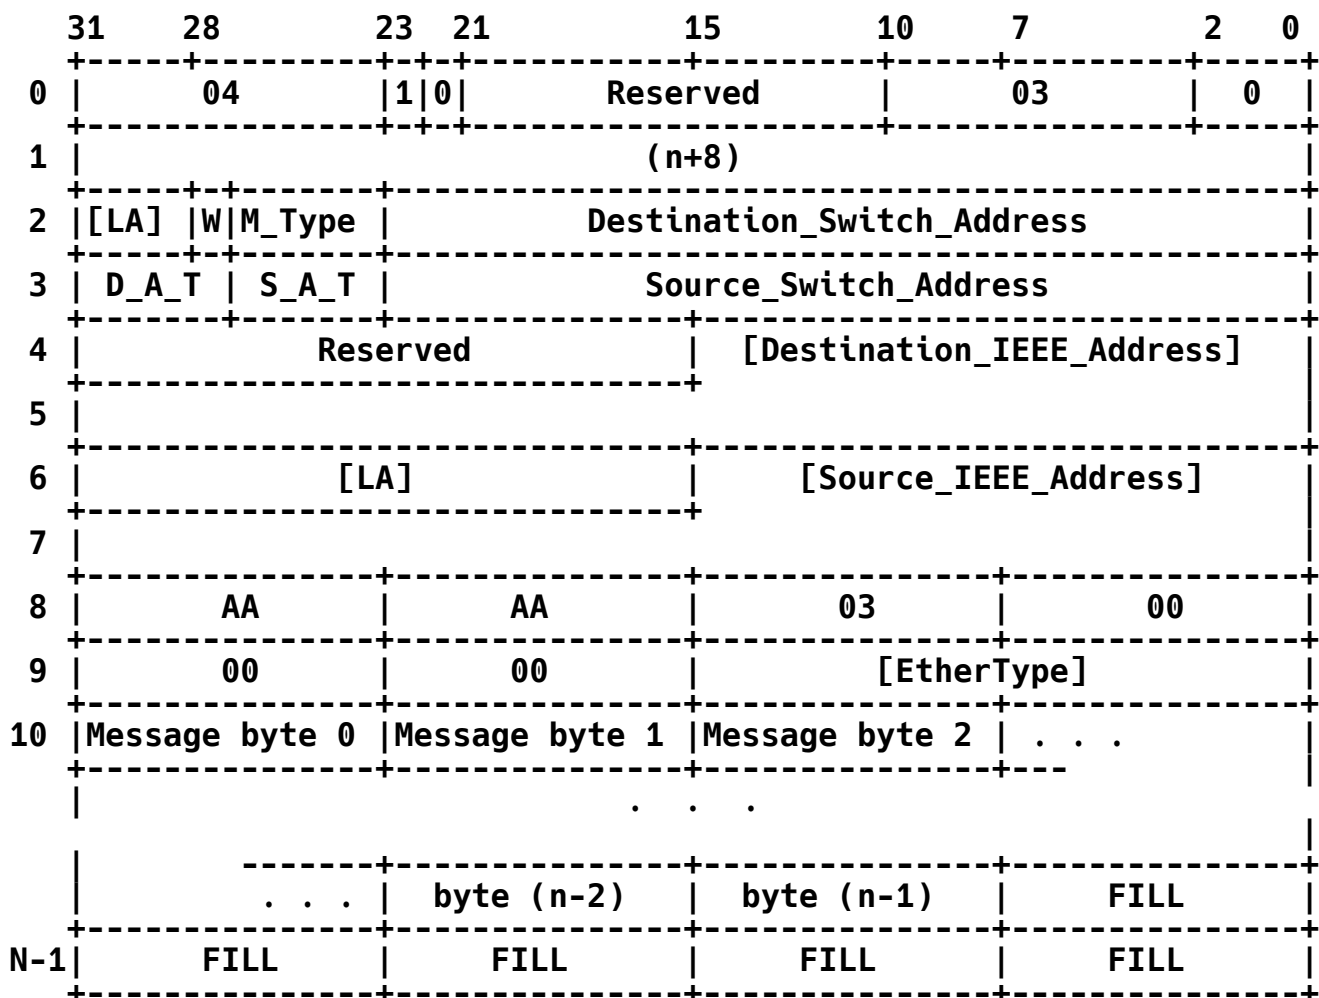 31 28 23 21 15 10 7 2 0
0 | 04 |1|0| Reserved | 03 | 0 |
1 | (n+8) |
2 |[LA] |W|M_Type | Destination_Switch_Address |
3 | D_A_T | S_A_T | Source_Switch_Address |
4 | Reserved | [Destination_IEEE_Address] |
5 | |
6 | [LA] | [Source_IEEE_Address] |
7 | |
8 | AA | AA | 03 | 00 |
9 | 00 | 00 | [EtherType] |
10 |Message byte 0 |Message byte 1 |Message byte 2 | . . . |
| . . . |
| . . . | byte (n-2) | byte (n-1) | FILL |
N-1| FILL | FILL | FILL | FILL |